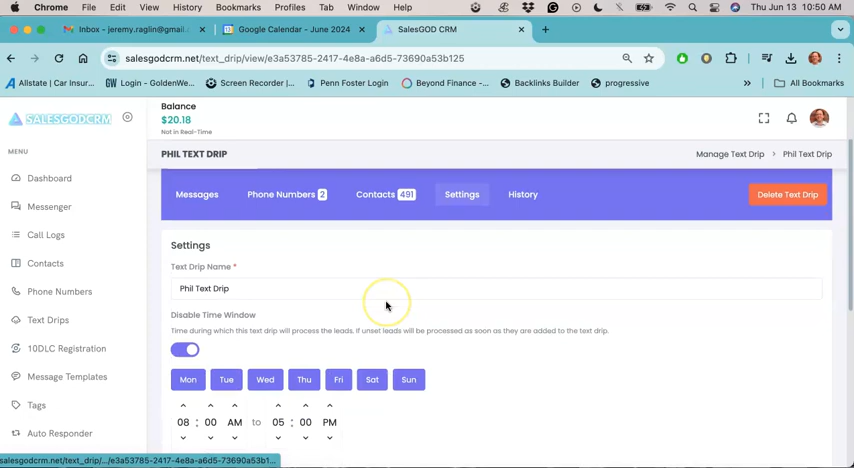 Chrome File Edit View History Bookmarks Profiles Tab Window Help Thu Jun 13 10:50 AM
Inbox - jeremy.raglin@gmail. Google Calendar - June 2024 SalesGOD CRM
salesgodcrm.net/text_drip/view/e3a53785-2417-4e8e-a6d5-73690a53b125
Allstate | Car Insur... GW Login - GoldenWe... Screen Recorder |... Penn Foster Login Beyond Finance -... Backlinks Builder progressive All Bookmarks
SALESGODCRM
Balance
$20.18
Not in Real-Time
MENU
Dashboard
Messenger
Call Logs
Contacts
Phone Numbers
Text Drips
10DLC Registration
Message Templates
Tags
Auto Responder
PHIL TEXT DRIP Manage Text Drip > Phil Text Drip
Messages Phone Numbers 2 Contacts 491 Settings History Delete Text Drip
Settings
Text Drip Name *
Phil Text Drip
Disable Time Window
Time during which this text drip will process the leads. If unset leads will be processed as soon as they are added to the text drip.
Mon Tue Wed Thu Fri Sat Sun
08 : 00 AM to 05 : 00 PM
salesgodcrm.net/text_drip/.../e3a53785-2417-4e8e-a6d5-73690a53b1...